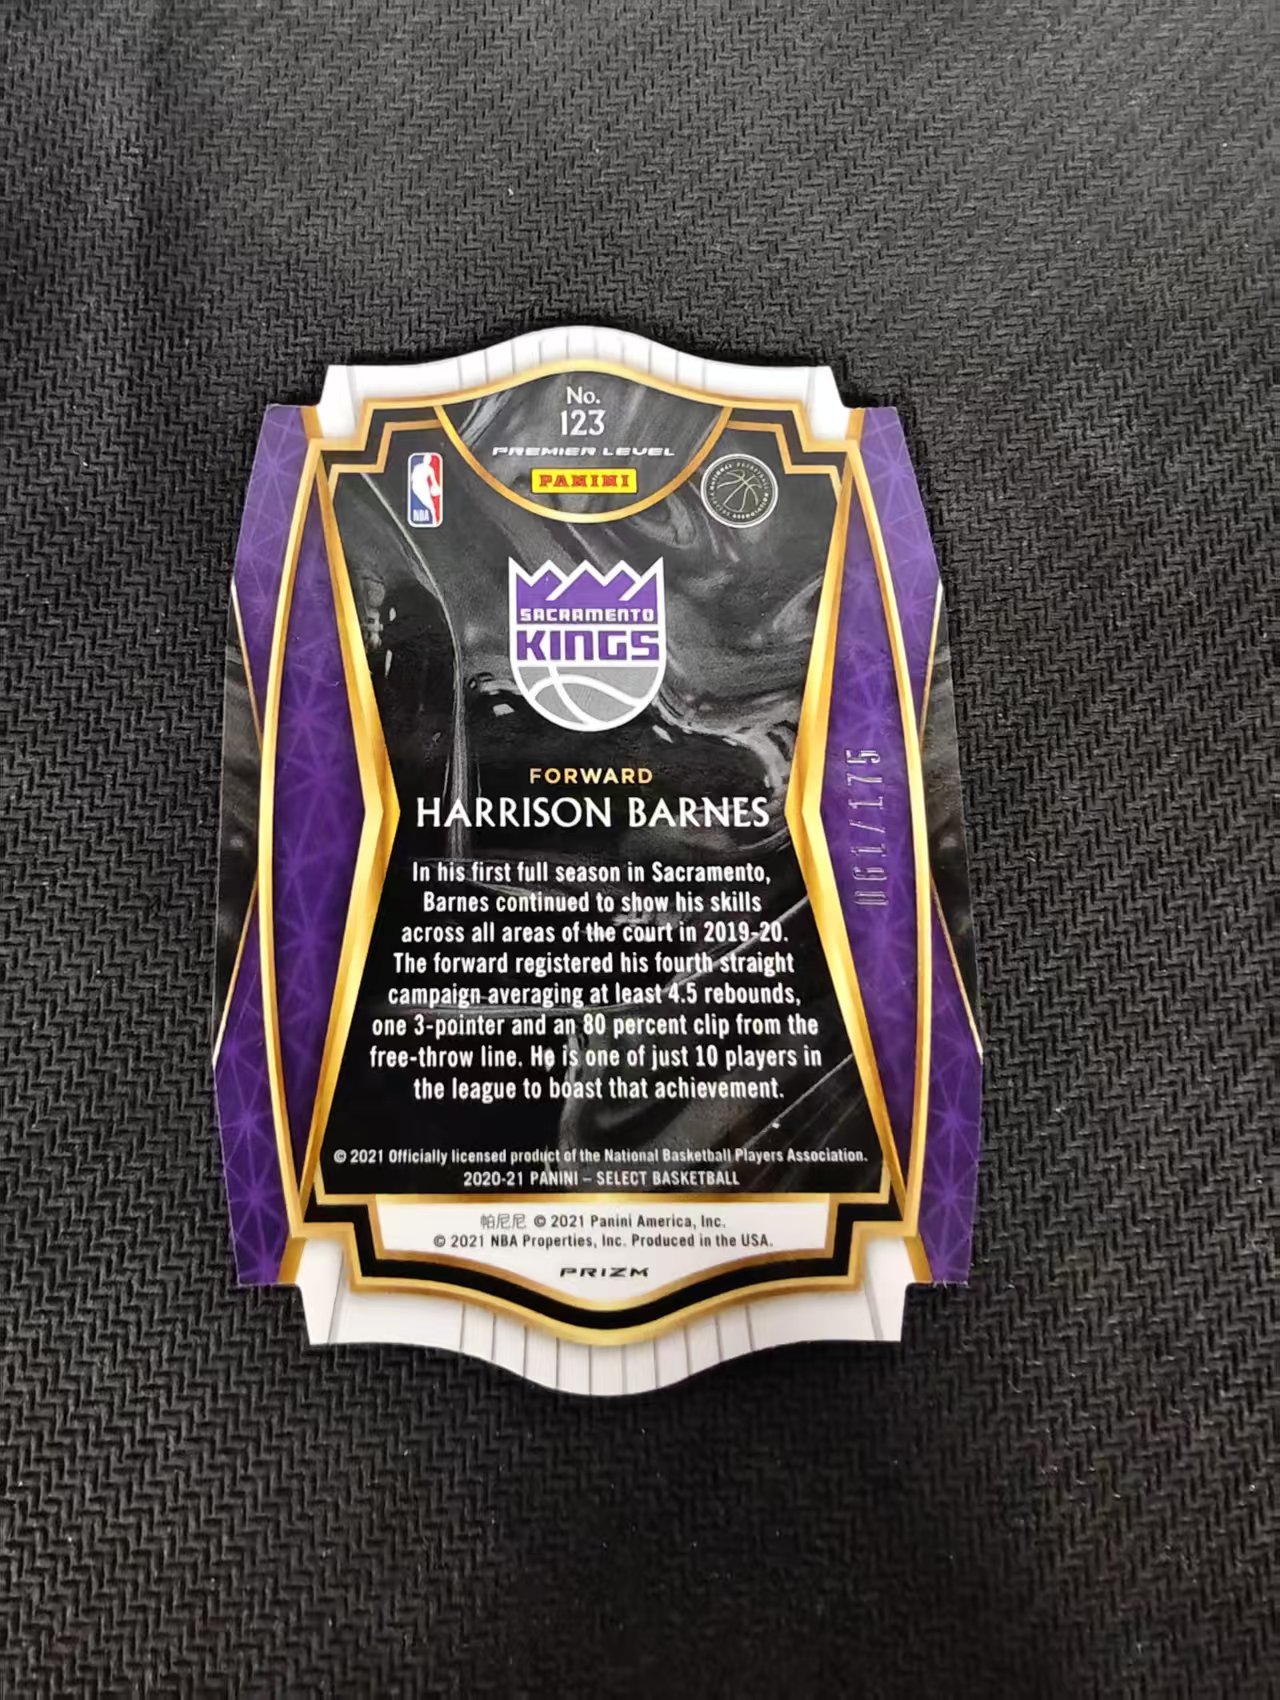 No.
123
PREMIER LEVEL
PANINI
NBA
SACRAMENTO
KINGS
FORWARD
HARRISON BARNES
061/175
In his first full season in Sacramento,
Barnes continued to show his skills
across all areas of the court in 2019-20.
The forward registered his fourth straight
campaign averaging at least 4.5 rebounds,
one 3-pointer and an 80 percent clip from the
free-throw line. He is one of just 10 players in
the league to boast that achievement.
© 2021 Officially licensed product of the National Basketball Players Association.
2020-21 PANINI – SELECT BASKETBALL
帕尼尼 © 2021 Panini America, Inc.
© 2021 NBA Properties, Inc. Produced in the USA.
PRIZM